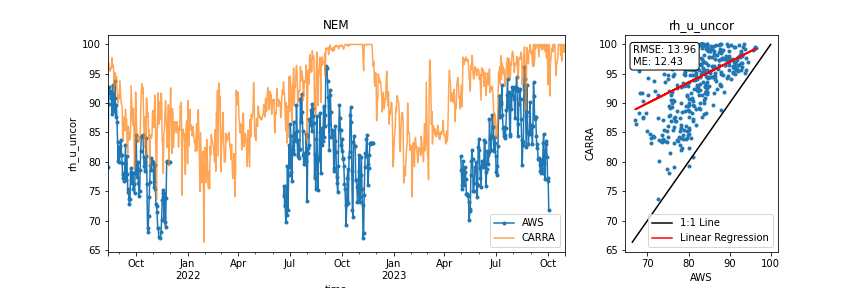 NEM
rh_u_uncor
100
95
90
85
80
75
70
65
rh_u_uncor
Oct
Jan
2022
Apr
Jul
Oct
Jan
2023
Apr
Jul
Oct
time
AWS
CARRA
rh_u_uncor
RMSE: 13.96
ME: 12.43
100
95
90
85
80
75
70
65
CARRA
70
80
90
100
AWS
1:1 Line
Linear Regression